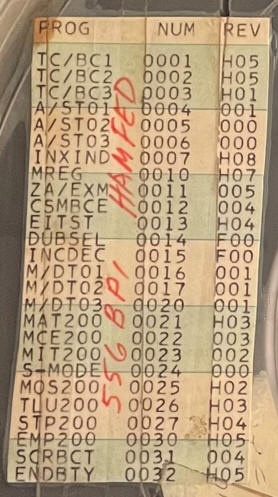 PROG NUM REV
TC/BC1 0001 H05
TC/BC2 0002 H05
TC/BC3 0003 H01
A/ST01 0004 001
A/ST02 0005 000
A/ST03 0006 000
INXIND 0007 H08
MREG 0010 H07
ZA/EXM 0011 005
CSMBCE 0012 004
EITST 0013 H04
DUBSEL 0014 F00
INCDEC 0015 F00
M/DT01 0016 001
M/DT02 0017 001
M/DT03 0020 001
MAT200 0021 H03
MCE200 0022 003
MIT200 0023 002
S-MODE 0024 000
MOS200 0025 H02
TLU200 0026 H03
STP200 0027 H04
EMP200 0030 H05
SCRBCT 0031 004
ENDBTY 0032 H05
556 BPI HAMFED